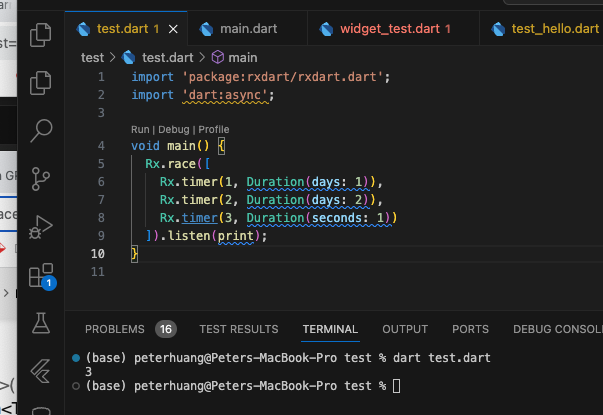 test.dart 1
main.dart
widget_test.dart 1
test_hello.dart
test > test.dart > main
1 import 'package:rxdart/rxdart.dart';
2 import 'dart:async';
3
Run | Debug | Profile
4 void main() {
5 Rx.race([
6 Rx.timer(1, Duration(days: 1)),
7 Rx.timer(2, Duration(days: 2)),
8 Rx.timer(3, Duration(seconds: 1))
9 ]).listen(print);
10 }
11
1
PROBLEMS 16 TEST RESULTS TERMINAL OUTPUT PORTS DEBUG CONSOL
(base) peterhuang@Peters-MacBook-Pro test % dart test.dart
3
(base) peterhuang@Peters-MacBook-Pro test %